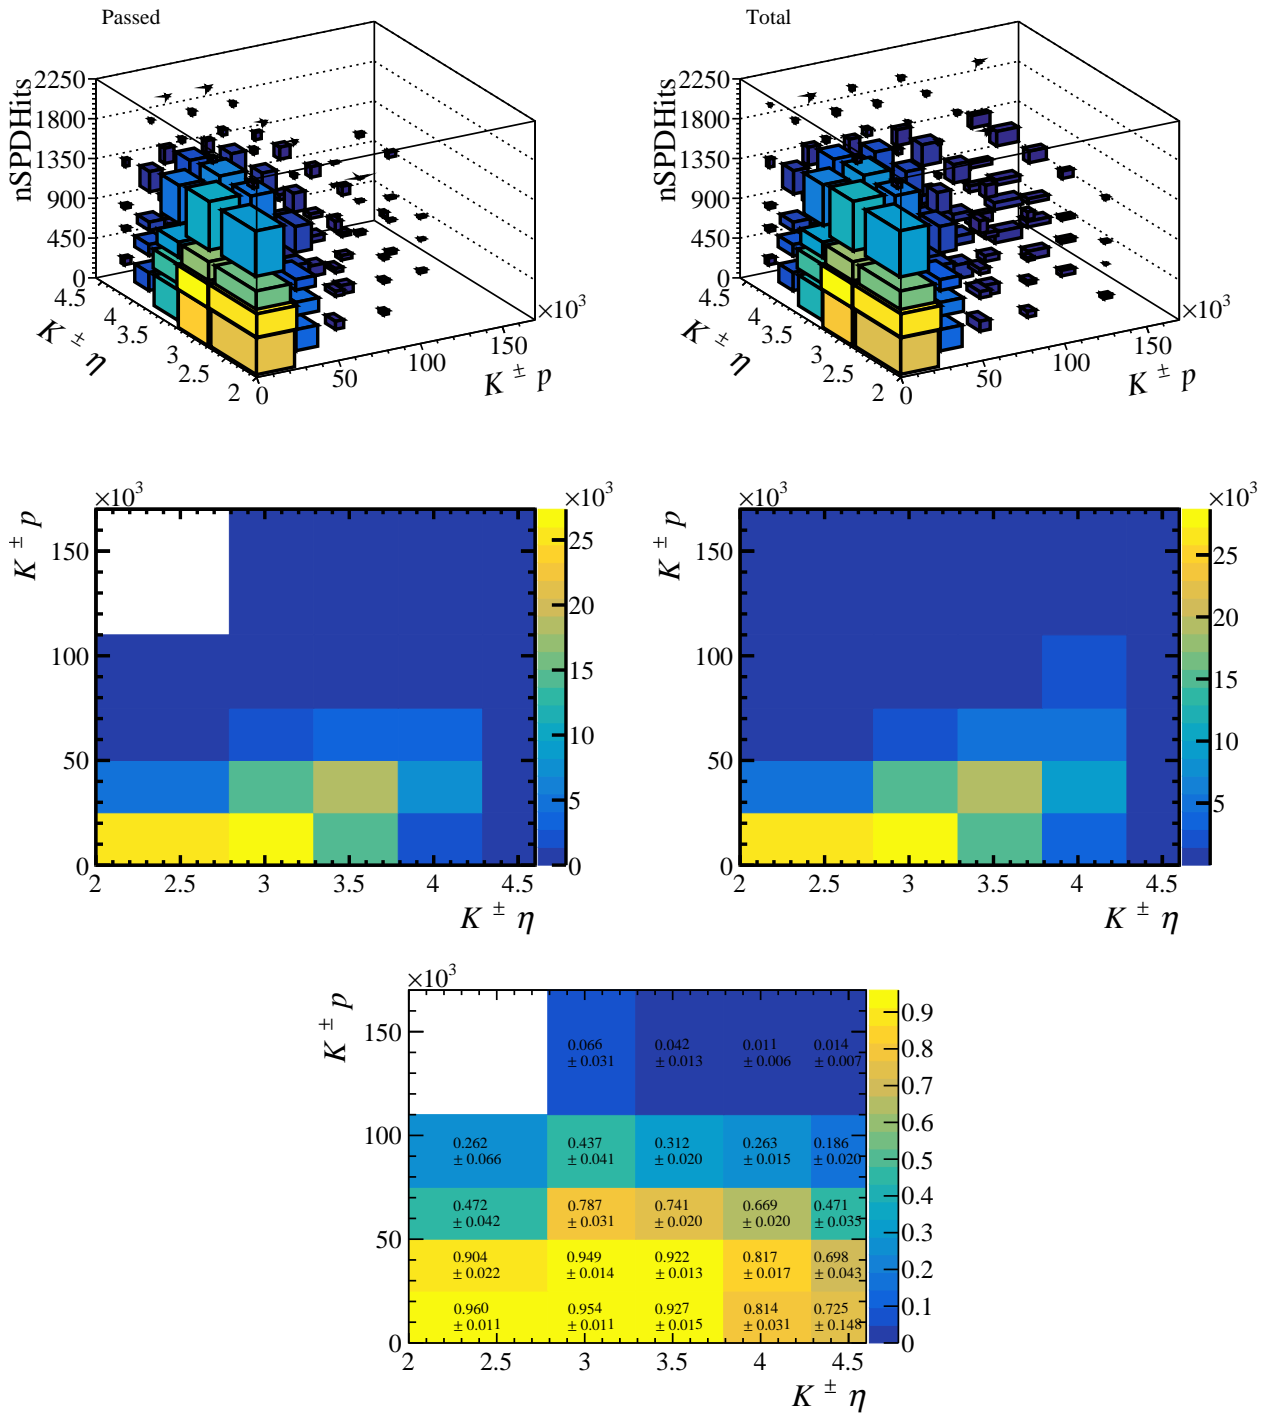 Passed
nSPDHits
2250
1800
1350
900
450
0
4.5
4
3.5
3
2.5
2
K ± η
0
50
100
150
×10³
K ± p
Total
nSPDHits
2250
1800
1350
900
450
0
4.5
4
3.5
3
2.5
2
K ± η
0
50
100
150
×10³
K ± p
×10³ ×10³
K ± p
150
100
50
0
2 2.5 3 3.5 4 4.5
K ± η
25
20
15
10
5
0
×10³
K ± p
150
100
50
0
2 2.5 3 3.5 4 4.5
K ± η
25
20
15
10
5
×10³
K ± p
150
100
50
0
0.066 0.042 0.011 0.014
± 0.031 ± 0.013 ± 0.006 ± 0.007
0.262 0.437 0.312 0.263 0.186
± 0.066 ± 0.041 ± 0.020 ± 0.015 ± 0.020
0.472 0.787 0.741 0.669 0.471
± 0.042 ± 0.031 ± 0.020 ± 0.020 ± 0.035
0.904 0.949 0.922 0.817 0.698
± 0.022 ± 0.014 ± 0.013 ± 0.017 ± 0.043
0.960 0.954 0.927 0.814 0.725
± 0.011 ± 0.011 ± 0.015 ± 0.031 ± 0.148
2 2.5 3 3.5 4 4.5
K ± η
0.9
0.8
0.7
0.6
0.5
0.4
0.3
0.2
0.1
0
×10³